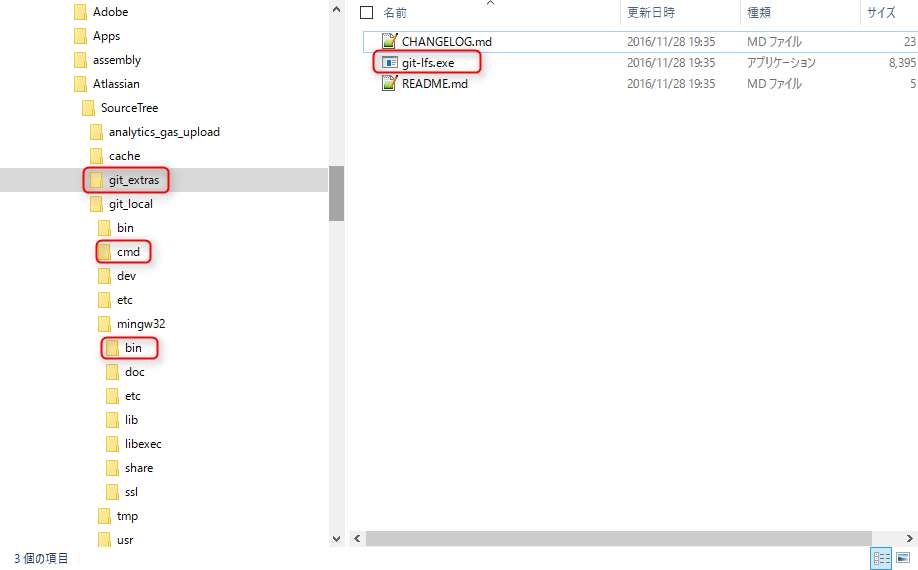 Adobe
Apps
assembly
Atlassian
SourceTree
analytics_gas_upload
cache
git_extras
git_local
bin
cmd
dev
etc
mingw32
bin
doc
etc
lib
libexec
share
ssl
tmp
usr
名前 更新日時 種類 サイズ
CHANGELOG.md 2016/11/28 19:35 MD ファイル 23
git-lfs.exe 2016/11/28 19:35 アプリケーション 8,395
README.md 2016/11/28 19:35 MD ファイル 5
3 個の項目